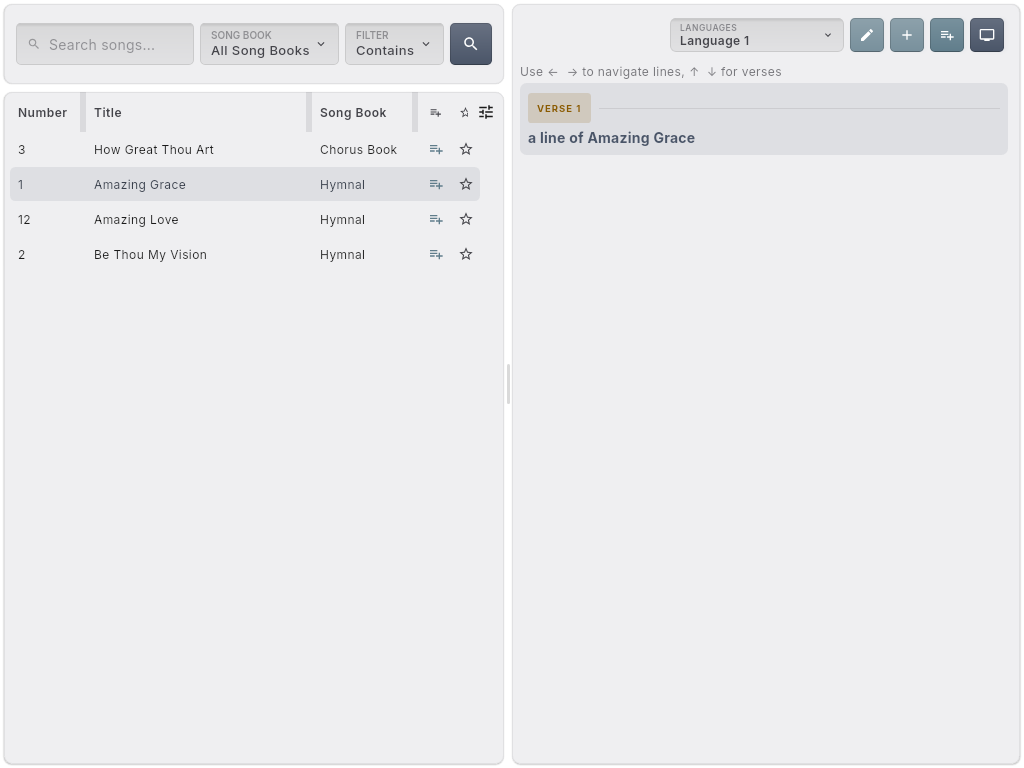 Search songs...
SONG BOOK
All Song Books
FILTER
Contains
Number Title Song Book
3 How Great Thou Art Chorus Book
1 Amazing Grace Hymnal
12 Amazing Love Hymnal
2 Be Thou My Vision Hymnal
LANGUAGES
Language 1
Use ← → to navigate lines, ↑ ↓ for verses
VERSE 1
a line of Amazing Grace